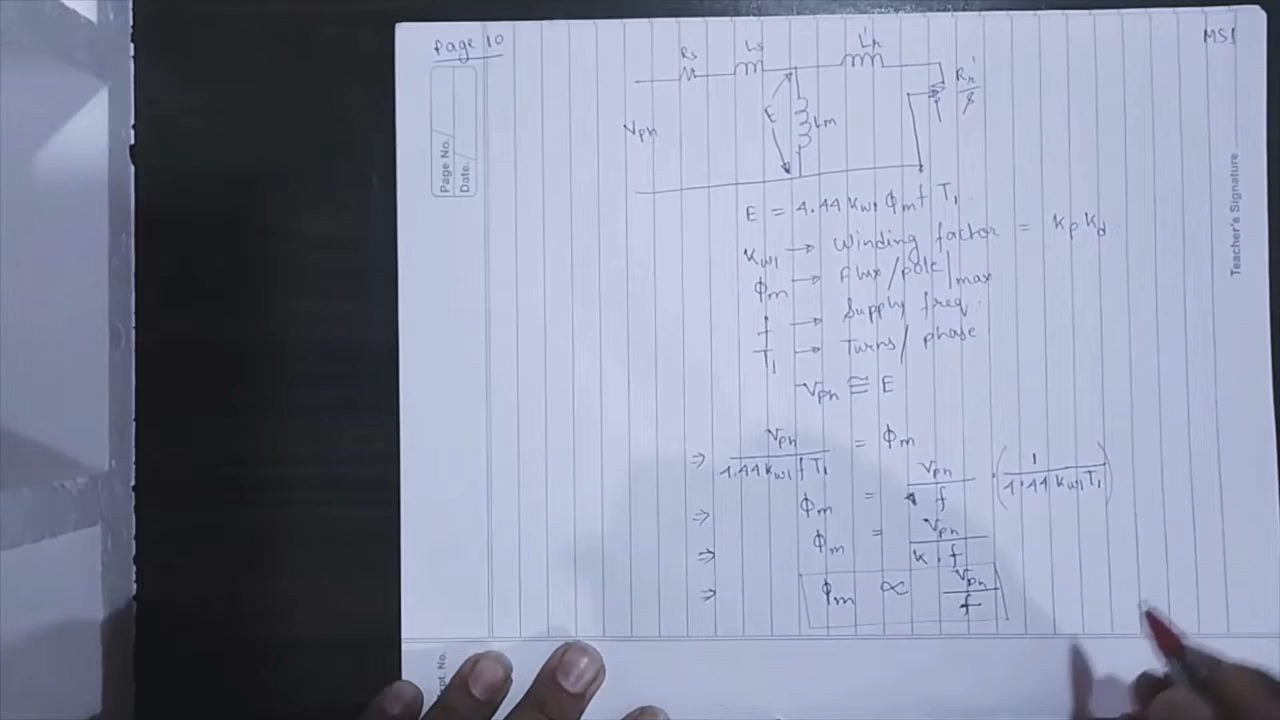 Page 10
MSI
Page No.
Date.
Teacher's Signature
Rs
Ls
Lr'
Rr'/s
Vph
E
Lm
E = 4.44 kw1 ϕm f T1.
kw1 → Winding factor = kp kd
ϕm → Flux/pole|max
f → Supply freq.
T1 → Turns/phase
Vph ≅ E
⇒ Vph / 4.44 kw1 f T1 = ϕm
⇒ ϕm = Vph / f . (1 / 4.44 kw1 T1)
⇒ ϕm = Vph / k . f
⇒ ϕm ∝ Vph / f
Expt. No.